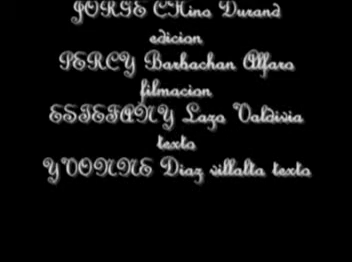 JORGE CHino Durand
edicion
PERCY Barbachan Alfaro
filmacion
ESTEFANY Lazo Valdivia
texto
YVONNE Diaz villalta texto